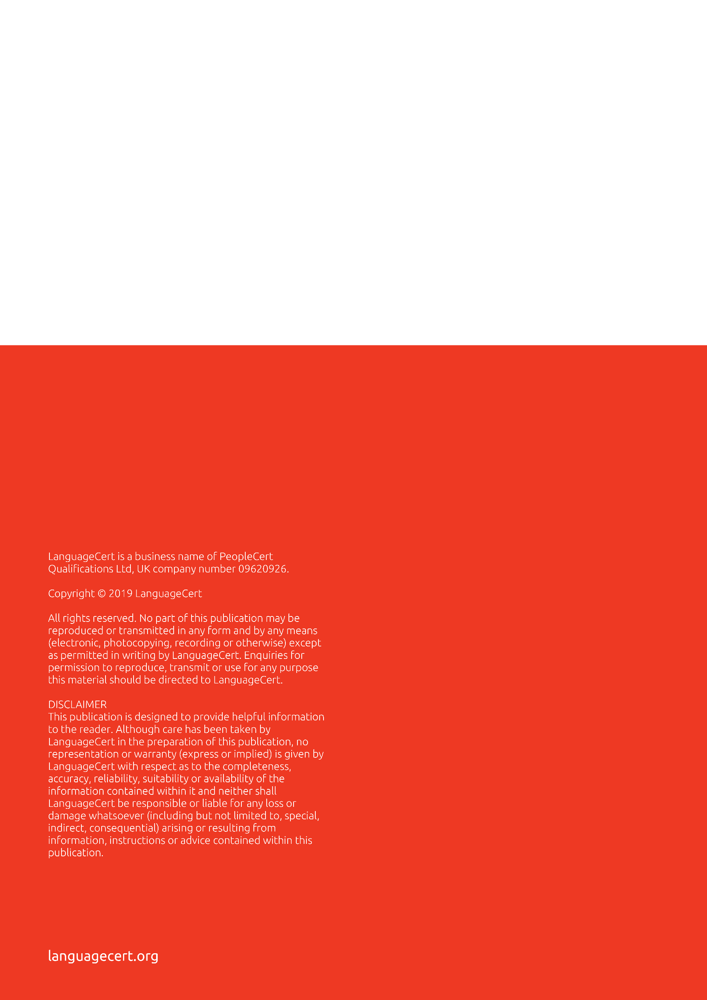 LanguageCert is a business name of PeopleCert
Qualifications Ltd, UK company number 09620926.
Copyright © 2019 LanguageCert
All rights reserved. No part of this publication may be
reproduced or transmitted in any form and by any means
(electronic, photocopying, recording or otherwise) except
as permitted in writing by LanguageCert. Enquiries for
permission to reproduce, transmit or use for any purpose
this material should be directed to LanguageCert.
DISCLAIMER
This publication is designed to provide helpful information
to the reader. Although care has been taken by
LanguageCert in the preparation of this publication, no
representation or warranty (express or implied) is given by
LanguageCert with respect as to the completeness,
accuracy, reliability, suitability or availability of the
information contained within it and neither shall
LanguageCert be responsible or liable for any loss or
damage whatsoever (including but not limited to, special,
indirect, consequential) arising or resulting from
information, instructions or advice contained within this
publication.
languagecert.org